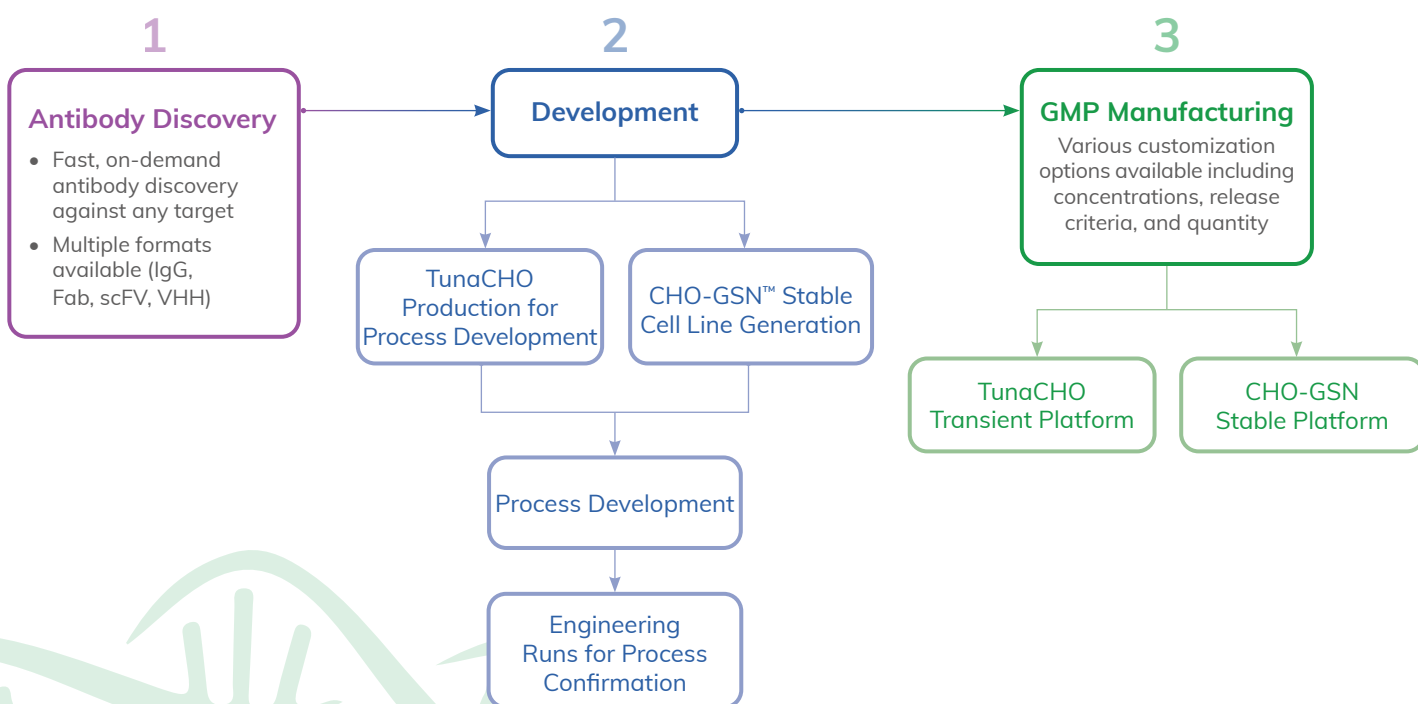 1
Antibody Discovery
• Fast, on-demand
antibody discovery
against any target
• Multiple formats
available (IgG,
Fab, scFV, VHH)
2
Development
TunaCHO
Production for
Process Development
CHO-GSN™ Stable
Cell Line Generation
Process Development
Engineering
Runs for Process
Confirmation
3
GMP Manufacturing
Various customization
options available including
concentrations, release
criteria, and quantity
TunaCHO
Transient Platform
CHO-GSN
Stable Platform